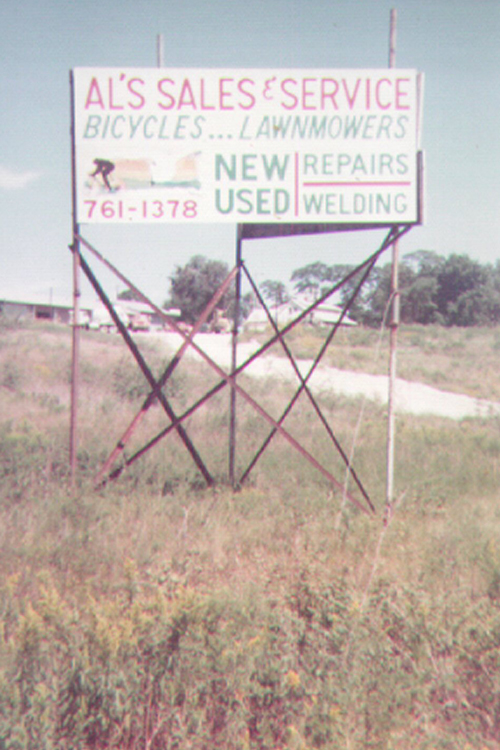 AL'S SALES & SERVICE
BICYCLES... LAWNMOWERS
NEW USED
REPAIRS
WELDING
761-1378